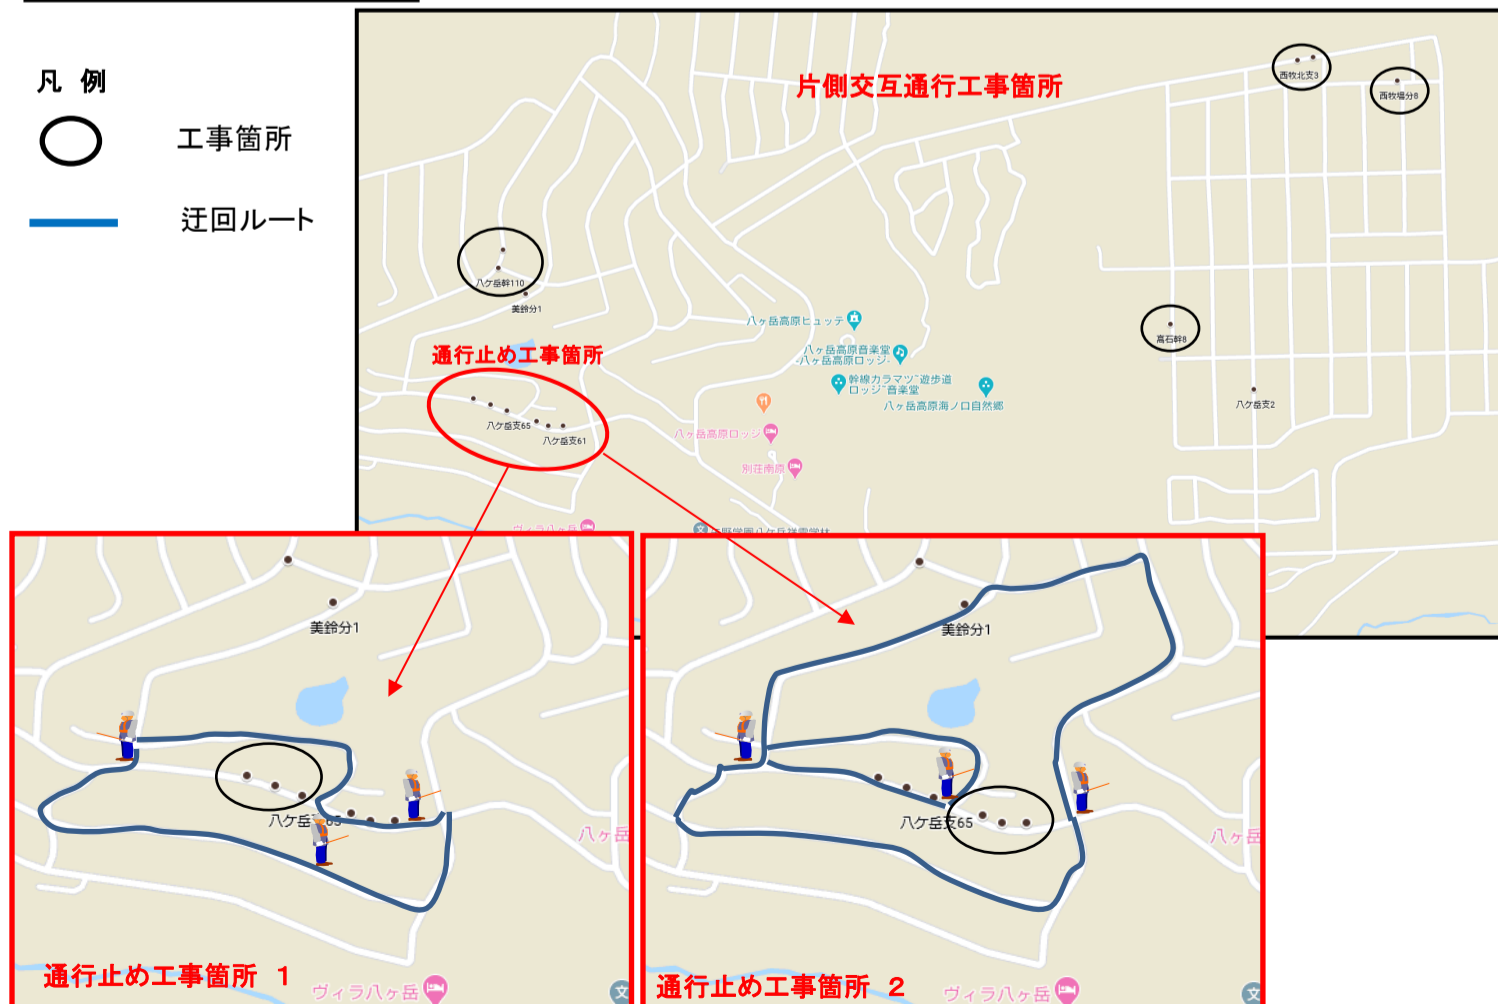 凡 例
工事箇所
迂回ルート
片側交互通行工事箇所
西牧北支3
西牧場分8
八ケ岳幹110
美鈴分1
通行止め工事箇所
八ケ岳支65
八ケ岳支61
八ヶ岳高原ヒュッテ
八ヶ岳高原音楽堂
-八ヶ岳高原ロッジ-
幹線カラマツ"遊歩道
ロッジ"音楽堂
八ヶ岳高原海ノ口自然郷
八ヶ岳高原ロッジ
別荘南原
高石幹8
八ケ岳支2
ヴィラ八ヶ岳
美鈴分1
八ケ岳支65
八ヶ岳
通行止め工事箇所 1
ヴィラ八ヶ岳
文
美鈴分1
八ケ岳支65
八ヶ岳
通行止め工事箇所 2
ヴィラ八ヶ岳
文